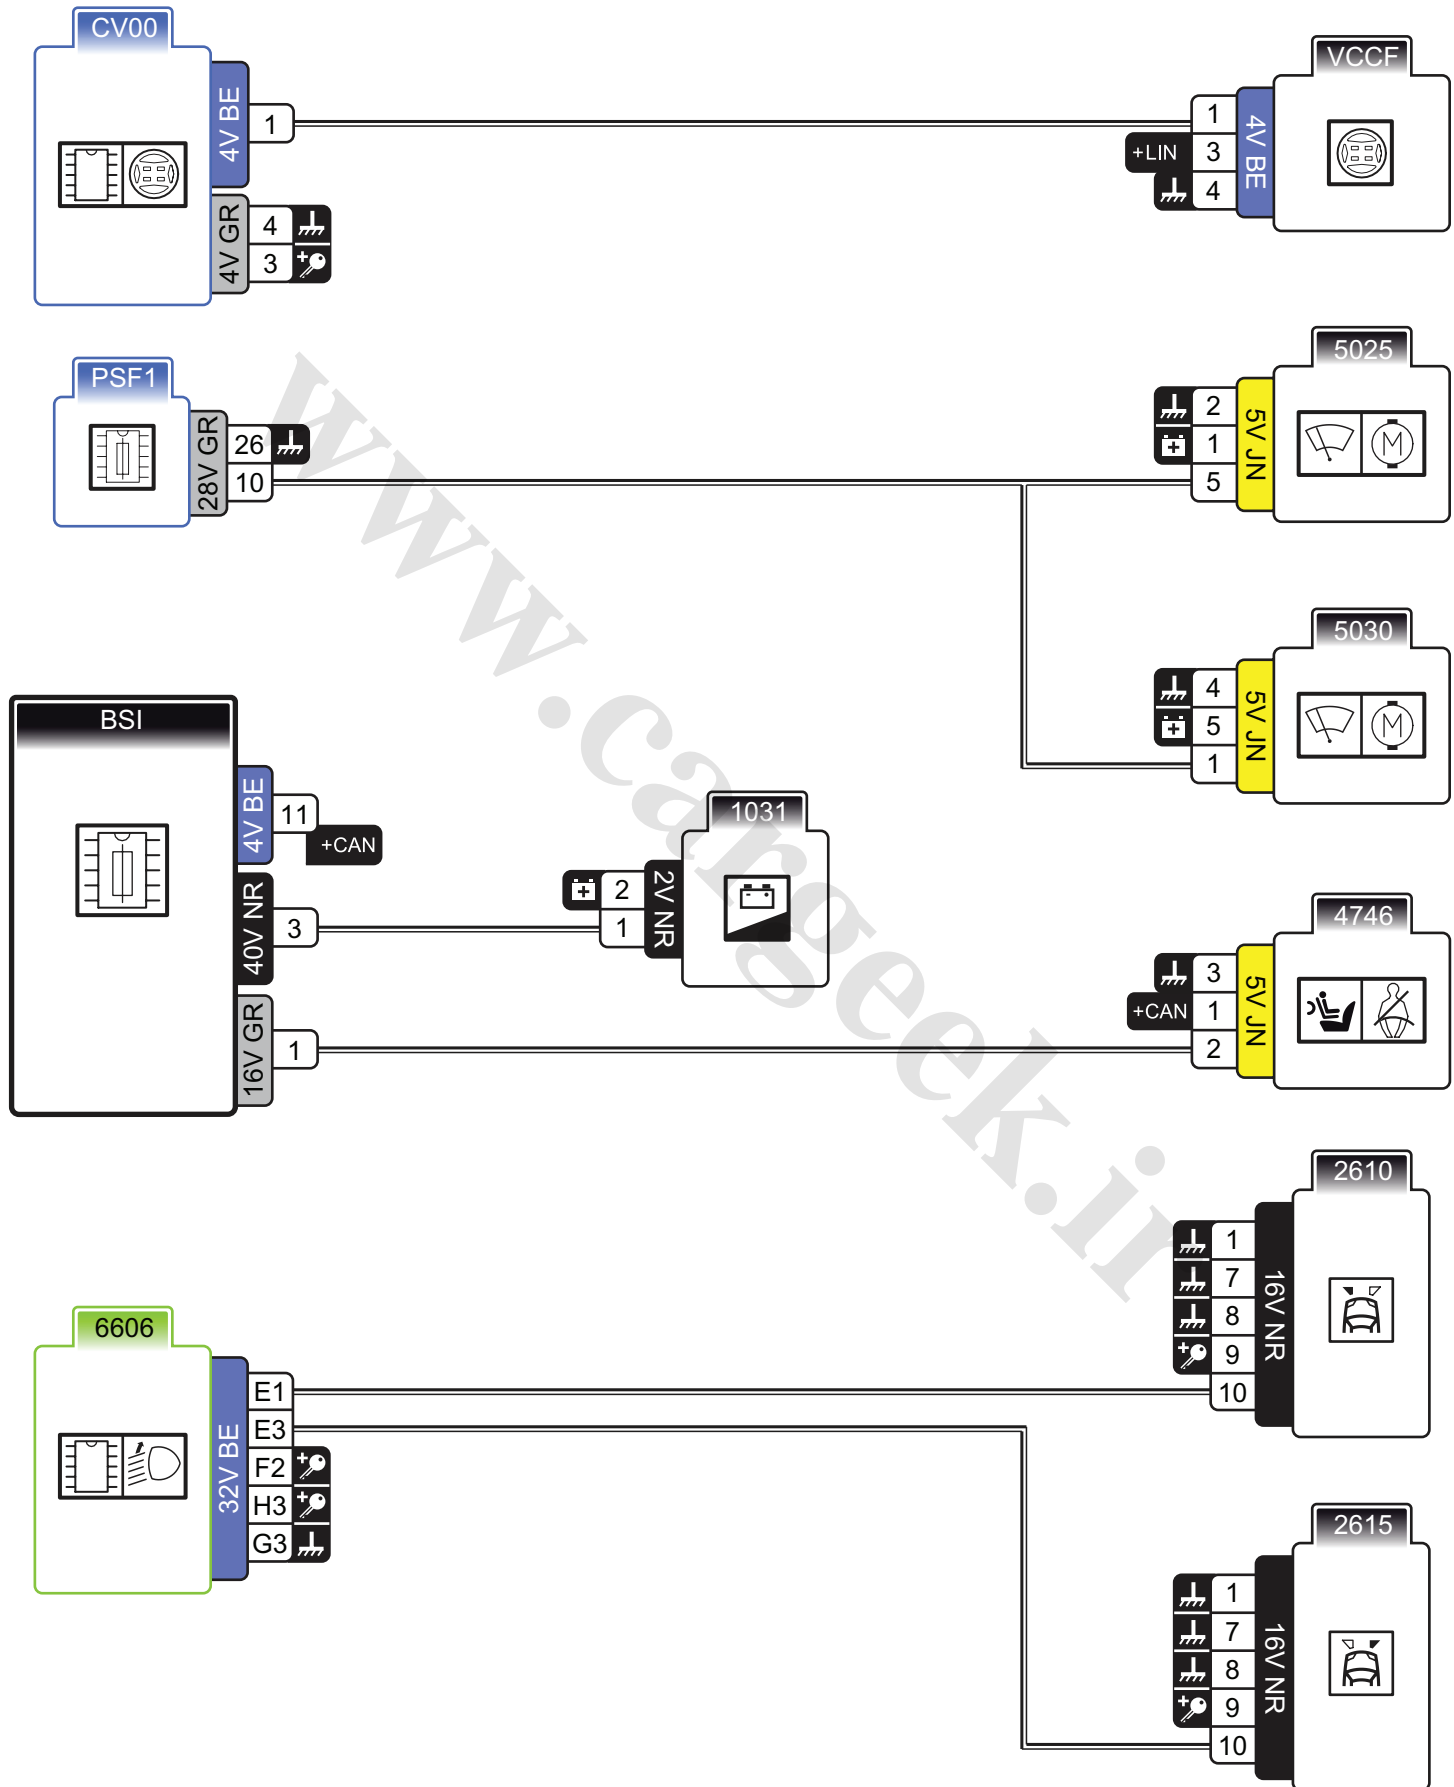 CV00
4V BE
1
4V GR
4
3
VCCF
1
+LIN
3
4
4V BE
PSF1
28V GR
26
10
5025
2
1
5
5V JN
5030
4
5
1
5V JN
BSI
4V BE
11
+CAN
40V NR
3
16V GR
1
1031
2
1
2V NR
4746
3
+CAN
1
2
5V JN
6606
32V BE
E1
E3
F2
H3
G3
2610
1
7
8
9
10
16V NR
2615
1
7
8
9
10
16V NR
M
M
www.cargeek.ir